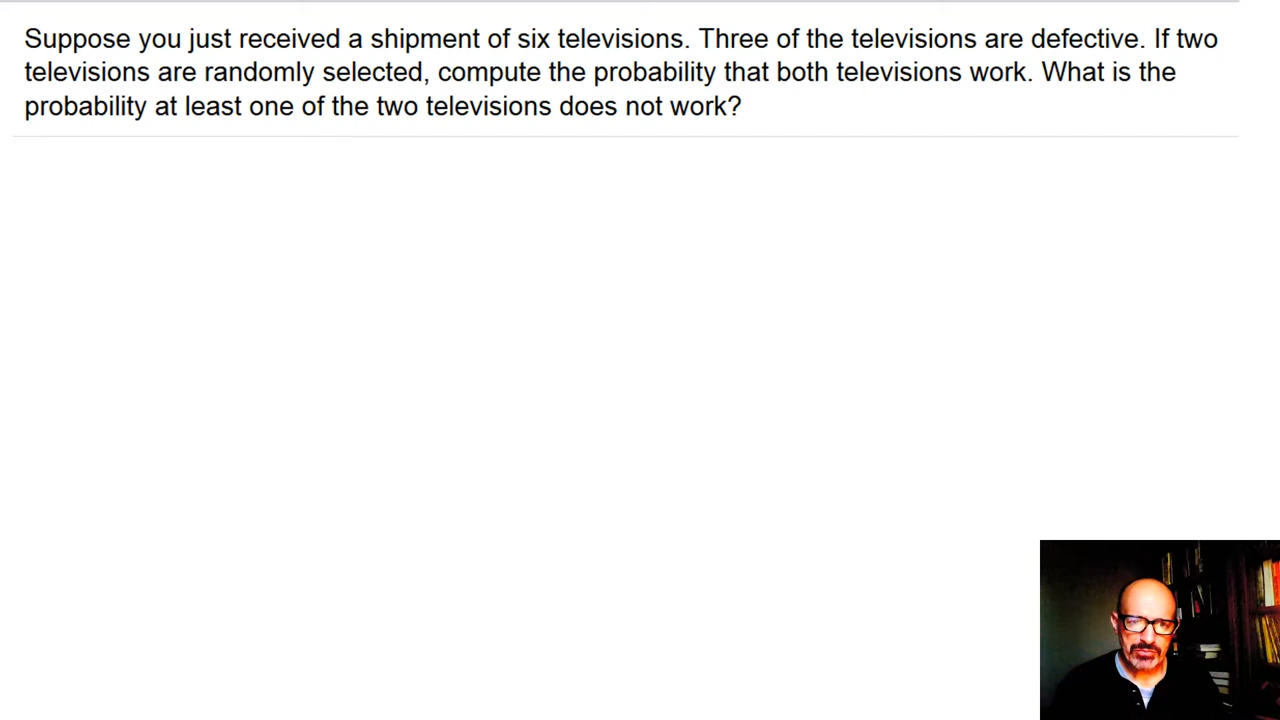 Suppose you just received a shipment of six televisions. Three of the televisions are defective. If two
televisions are randomly selected, compute the probability that both televisions work. What is the
probability at least one of the two televisions does not work?